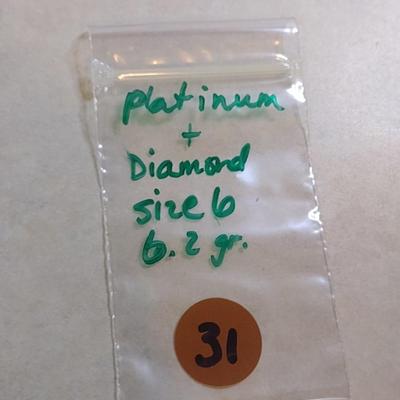 Platinum
+
Diamond
size 6
6.2 gr.
31